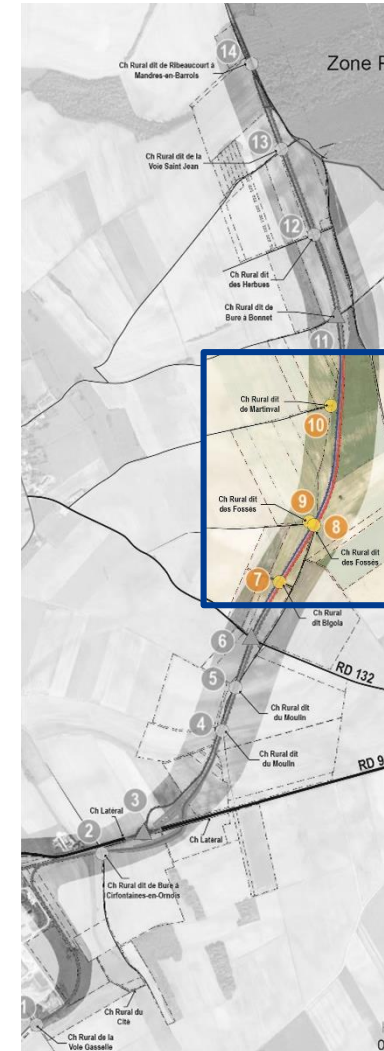 14
Ch Rural dit de Ribeaucourt à
Mandres-en-Barrois
Zone P
13
Ch Rural dit de la
Voie Saint Jean
12
Ch Rural dit
des Herbues
Ch Rural dit de
Bure à Bonnet
11
Ch Rural dit
de Martinval
10
Ch Rural dit
des Fossés
9
8
Ch Rural dit
des Fossés
7
Ch Rural
dit Bigola
6
RD 132
5
Ch Rural dit
du Moulin
4
Ch Rural dit
du Moulin
RD 9
3
Ch Latéral
2
Ch Latéral
Ch Rural dit de Bure à
Cirfontaines-en-Ornois
Ch Rural du
Cité
1
Ch Rural de la
Voie Gasselle
0